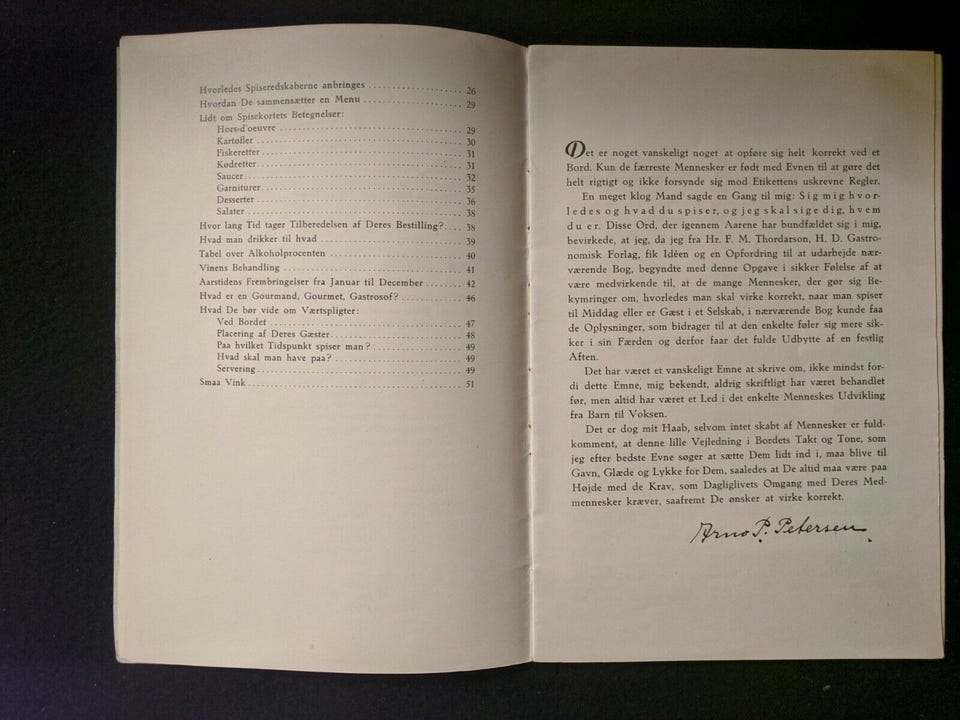 Hvorledes Spiseredskaberne anbringes .................... 26
Hvordan De sammensætter en Menu .................... 29
Lidt om Spisekortets Betegnelser:
Hors-d'oeuvre .................... 29
Kartofler .................... 30
Fiskeretter .................... 31
Kødretter .................... 31
Saucer .................... 32
Garniturer .................... 35
Desserter .................... 36
Salater .................... 38
Hvor lang Tid tager Tilberedelsen af Deres Bestilling? .... 38
Hvad man drikker til hvad .................... 39
Tabel over Alkoholprocenten .................... 40
Vinens Behandling .................... 41
Aarstidens Frembringelser fra Januar til December ........ 42
Hvad er en Gourmand, Gourmet, Gastrosof? .............. 46
Hvad De bør vide om Værtspligter:
Ved Bordet .................... 47
Placering af Deres Gæster .................... 48
Paa hvilket Tidspunkt spiser man? .................... 49
Hvad skal man have paa? .................... 49
Servering .................... 49
Smaa Vink .................... 51
Det er noget vanskeligt noget at opføre sig helt korrekt ved et
Bord. Kun de færreste Mennesker er født med Evnen til at gøre det
helt rigtigt og ikke forsynde sig mod Etikettens uskrevne Regler.
En meget klog Mand sagde en Gang til mig: Sig mig hvor-
ledes og hvad du spiser, og jeg skal sige dig, hvem
du er. Disse Ord, der igennem Aarene har bundfældet sig i mig,
bevirkede, at jeg, da jeg fra Hr. F. M. Thordarson, H. D. Gastro-
nomisk Forlag, fik Idéen og en Opfordring til at udarbejde nær-
værende Bog, begyndte med denne Opgave i sikker Følelse af at
være medvirkende til, at de mange Mennesker, der gør sig Be-
kymringer om, hvorledes man skal virke korrekt, naar man spiser
til Middag eller er Gæst i et Selskab, i nærværende Bog kunde faa
de Oplysninger, som bidrager til at den enkelte føler sig mere sik-
ker i sin Færden og derfor faar det fulde Udbytte af en festlig
Aften.
Det har været et vanskeligt Emne at skrive om, ikke mindst for-
di dette Emne, mig bekendt, aldrig skriftligt har været behandlet
før, men altid har været et Led i det enkelte Menneskes Udvikling
fra Barn til Voksen.
Det er dog mit Haab, selvom intet skabt af Mennesker er fuld-
komment, at denne lille Vejledning i Bordets Takt og Tone, som
jeg efter bedste Evne søger at sætte Dem lidt ind i, maa blive til
Gavn, Glæde og Lykke for Dem, saaledes at De altid maa være paa
Højde med de Krav, som Dagliglivets Omgang med Deres Med-
mennesker kræver, saafremt De ønsker at virke korrekt.
Arno P. Petersen.